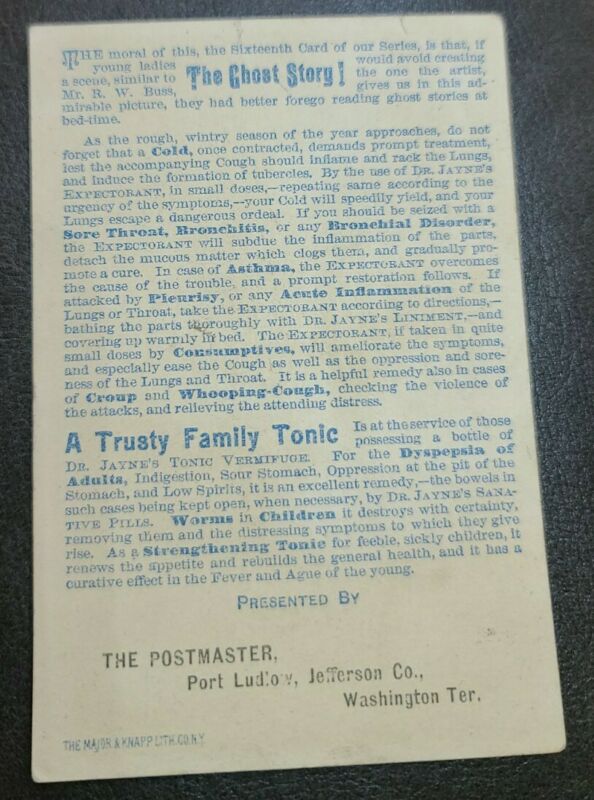 THE moral of this, the Sixteenth Card of our Series, is that, if
young ladies would avoid creating
a scene, similar to The Ghost Story! the one the artist,
Mr. R. W. Buss, gives us in this ad-
mirable picture, they had better forego reading ghost stories at
bed-time.
As the rough, wintry season of the year approaches, do not
forget that a Cold, once contracted, demands prompt treatment,
lest the accompanying Cough should inflame and rack the Lungs,
and induce the formation of tubercles. By the use of DR. JAYNE'S
EXPECTORANT, in small doses,—repeating same according to the
urgency of the symptoms,—your Cold will speedily yield, and your
Lungs escape a dangerous ordeal. If you should be seized with a
Sore Throat, Bronchitis, or any Bronchial Disorder,
the EXPECTORANT will subdue the inflammation of the parts,
detach the mucous matter which clogs them, and gradually pro-
mote a cure. In case of Asthma, the EXPECTORANT overcomes
the cause of the trouble, and a prompt restoration follows. If
attacked by Pleurisy, or any Acute Inflammation of the
Lungs or Throat, take the EXPECTORANT according to directions,—
bathing the parts thoroughly with DR. JAYNE'S LINIMENT,—and
covering up warmly in bed. The EXPECTORANT, if taken in quite
small doses by Consumptives, will ameliorate the symptoms,
and especially ease the Cough as well as the oppression and sore-
ness of the Lungs and Throat. It is a helpful remedy also in cases
of Croup and Whooping-Cough, checking the violence of
the attacks, and relieving the attending distress.
A Trusty Family Tonic Is at the service of those
possessing a bottle of
DR. JAYNE'S TONIC VERMIFUGE. For the Dyspepsia of
Adults, Indigestion, Sour Stomach, Oppression at the pit of the
Stomach, and Low Spirits, it is an excellent remedy,—the bowels in
such cases being kept open, when necessary, by DR. JAYNE'S SANA-
TIVE PILLS. Worms in Children it destroys with certainty,
removing them and the distressing symptoms to which they give
rise. As a Strengthening Tonic for feeble, sickly children, it
renews the appetite and rebuilds the general health, and it has a
curative effect in the Fever and Ague of the young.
PRESENTED BY
THE POSTMASTER,
Port Ludlow, Jefferson Co.,
Washington Ter.
THE MAJOR & KNAPP LITH. CO. N.Y.